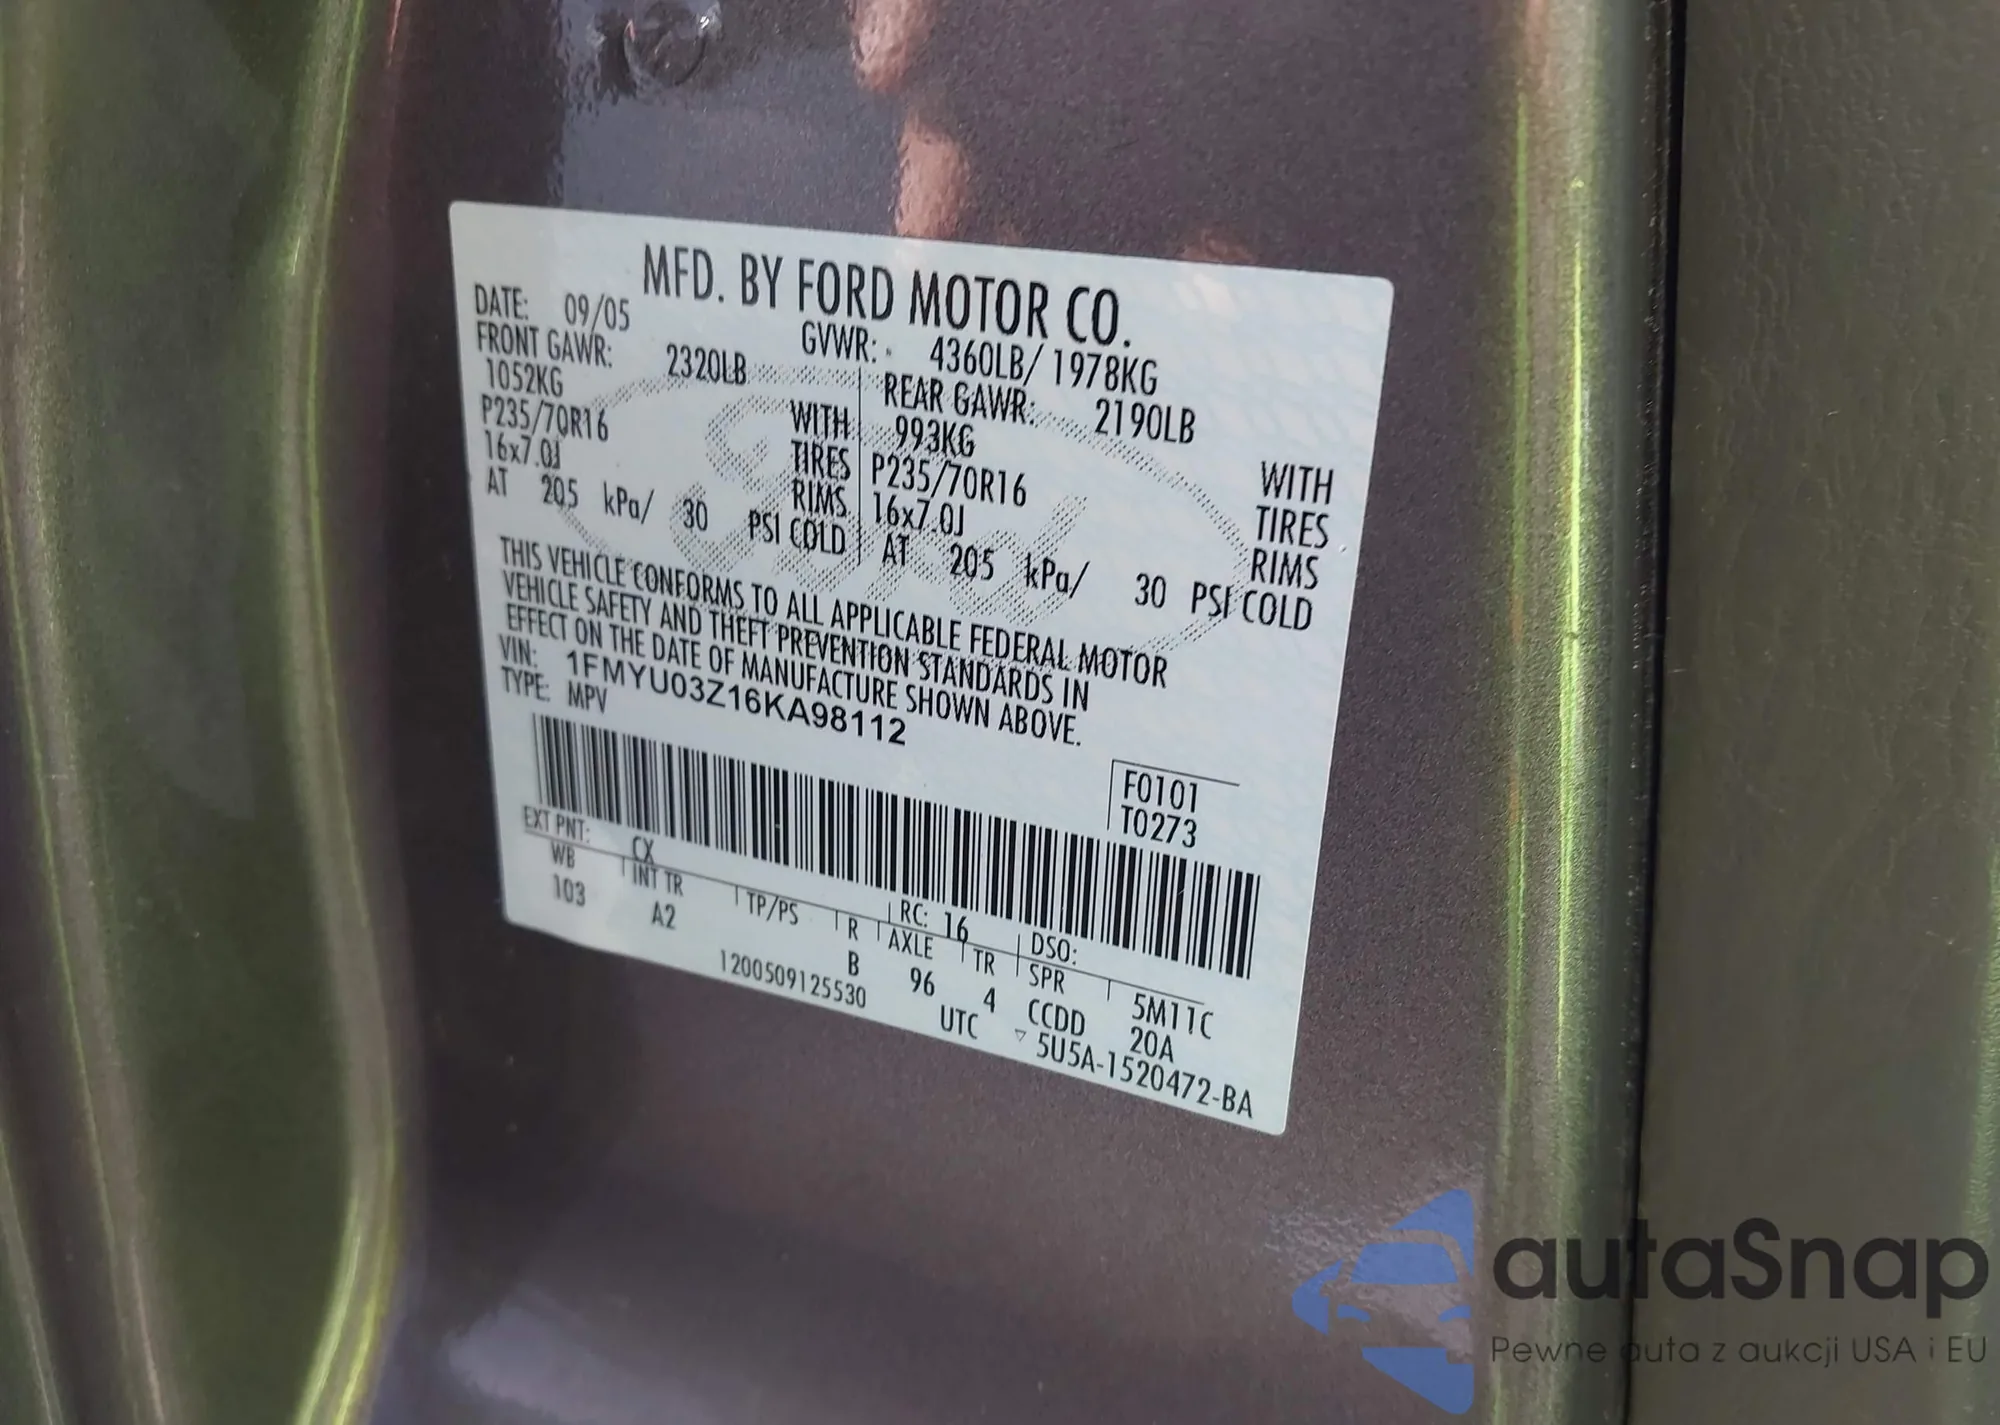 MFD. BY FORD MOTOR CO.
DATE: 09/05 GVWR: 4360LB/ 1978KG
FRONT GAWR: 2320LB REAR GAWR: 2190LB
1052KG WITH 993KG WITH
P235/70R16 TIRES P235/70R16 TIRES
16x7.0J RIMS 16x7.0J RIMS
AT 205 kPa/ 30 PSI COLD AT 205 kPa/ 30 PSI COLD
THIS VEHICLE CONFORMS TO ALL APPLICABLE FEDERAL MOTOR
VEHICLE SAFETY AND THEFT PREVENTION STANDARDS IN
EFFECT ON THE DATE OF MANUFACTURE SHOWN ABOVE.
VIN: 1FMYU03Z16KA98112
TYPE: MPV
F0101
T0273
EXT PNT: CX RC: 16 DSO:
WB INT TR TP/PS R AXLE TR SPR 5M11C
103 A2 B 96 4 CCDD 20A
1200509125530 UTC ▽ 5U5A-1520472-BA
autaSnap
Pewne auta z aukcji USA i EU